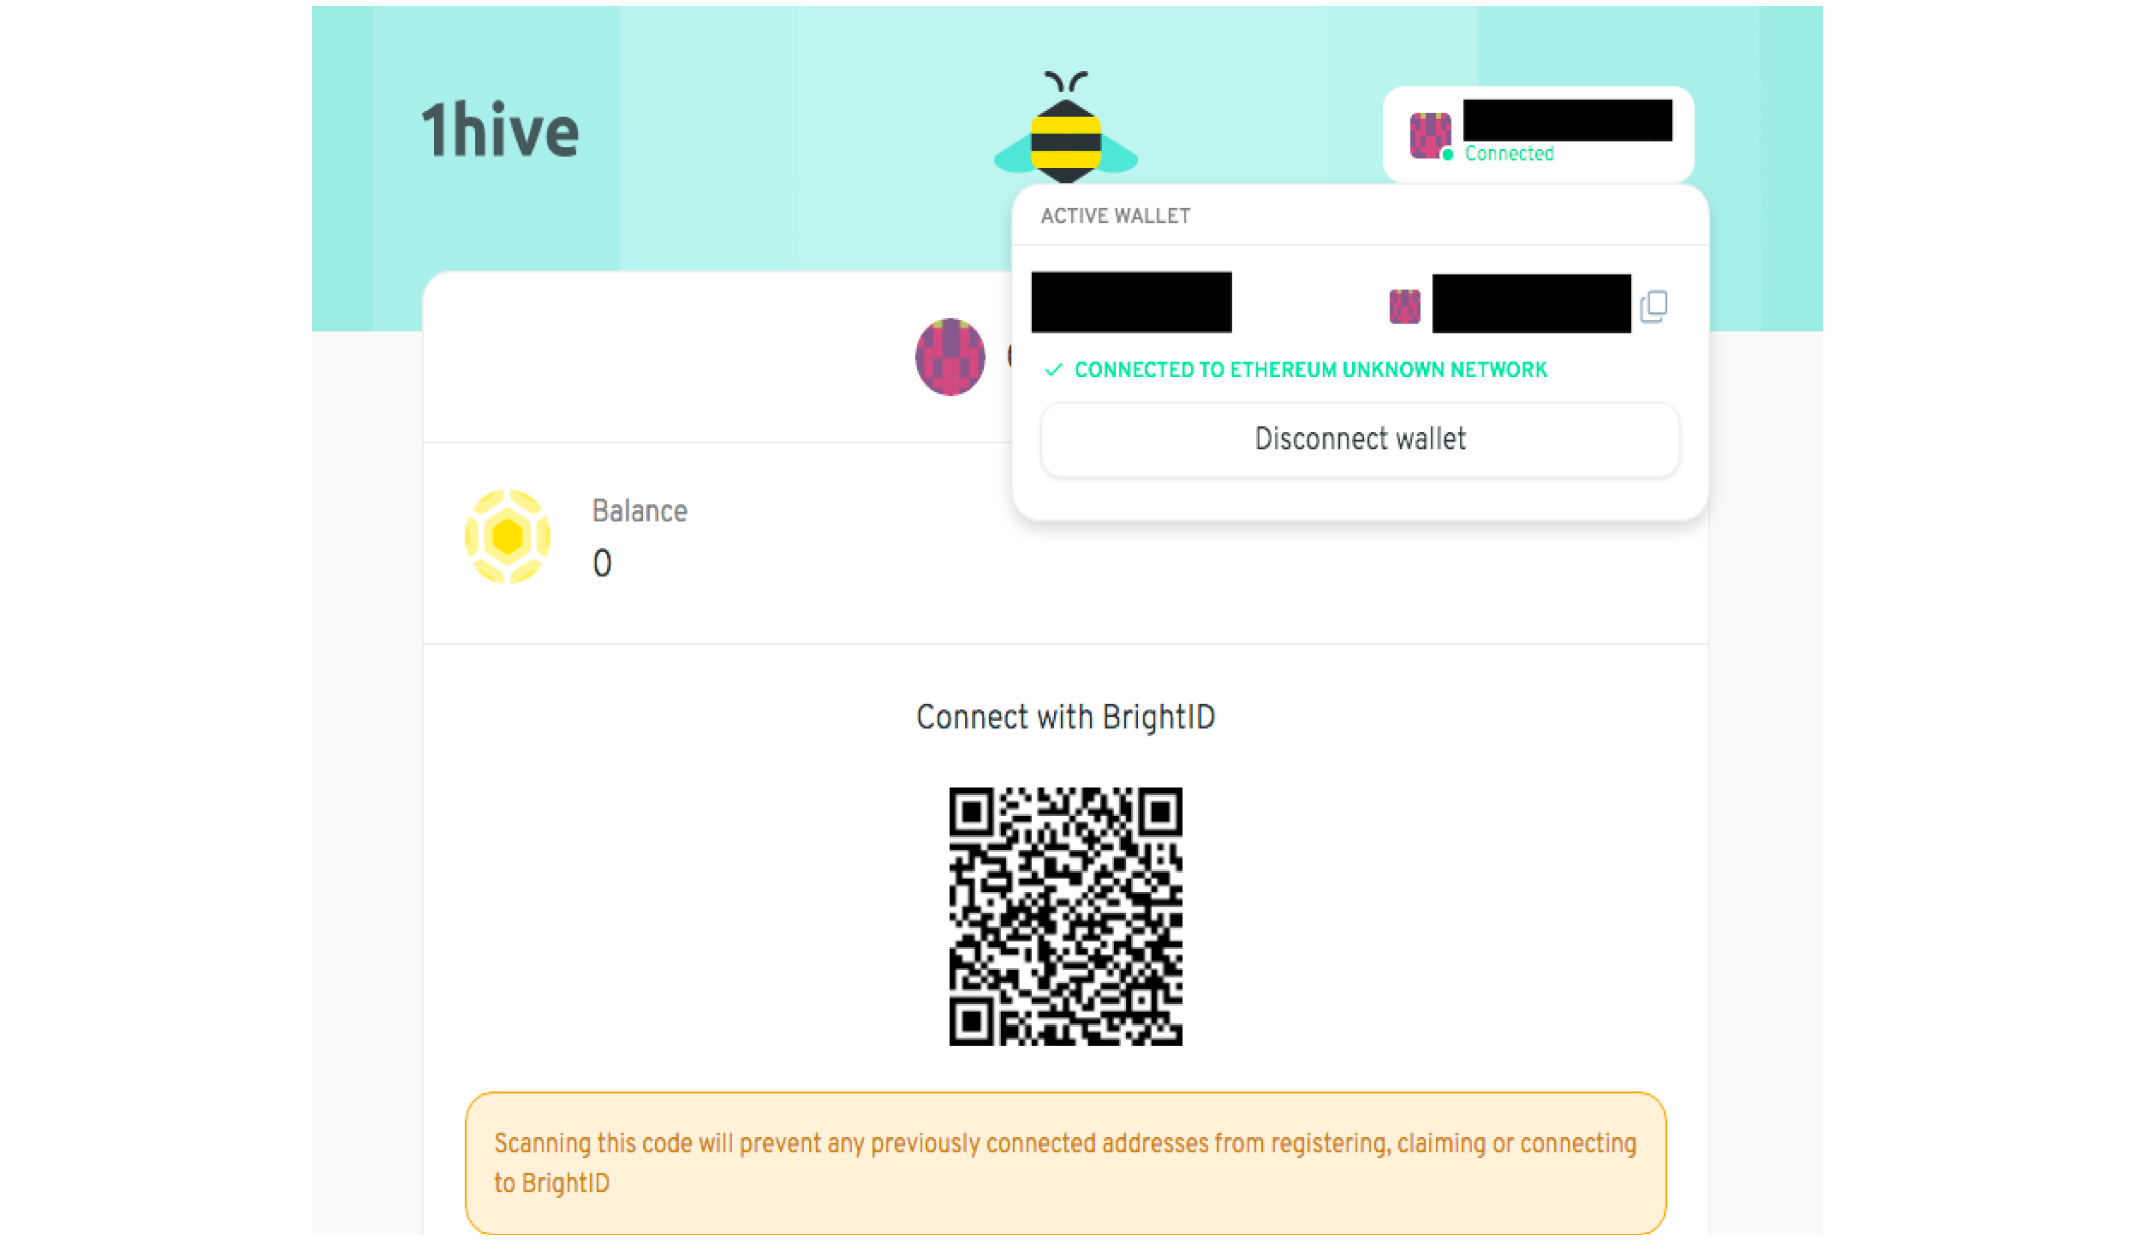 1hive
Connected
ACTIVE WALLET
CONNECTED TO ETHEREUM UNKNOWN NETWORK
Disconnect wallet
Balance
0
Connect with BrightID
Scanning this code will prevent any previously connected addresses from registering, claiming or connecting
to BrightID